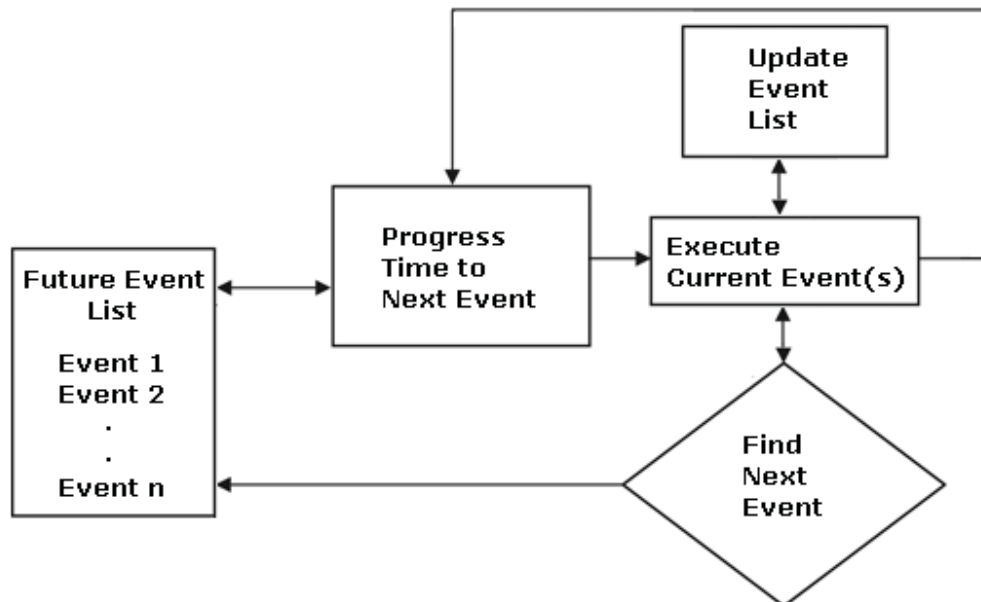 Update
Event
List
Progress
Time to
Next Event
Execute
Current Event(s)
Future Event
List
Event 1
Event 2
.
.
Event n
Find
Next
Event